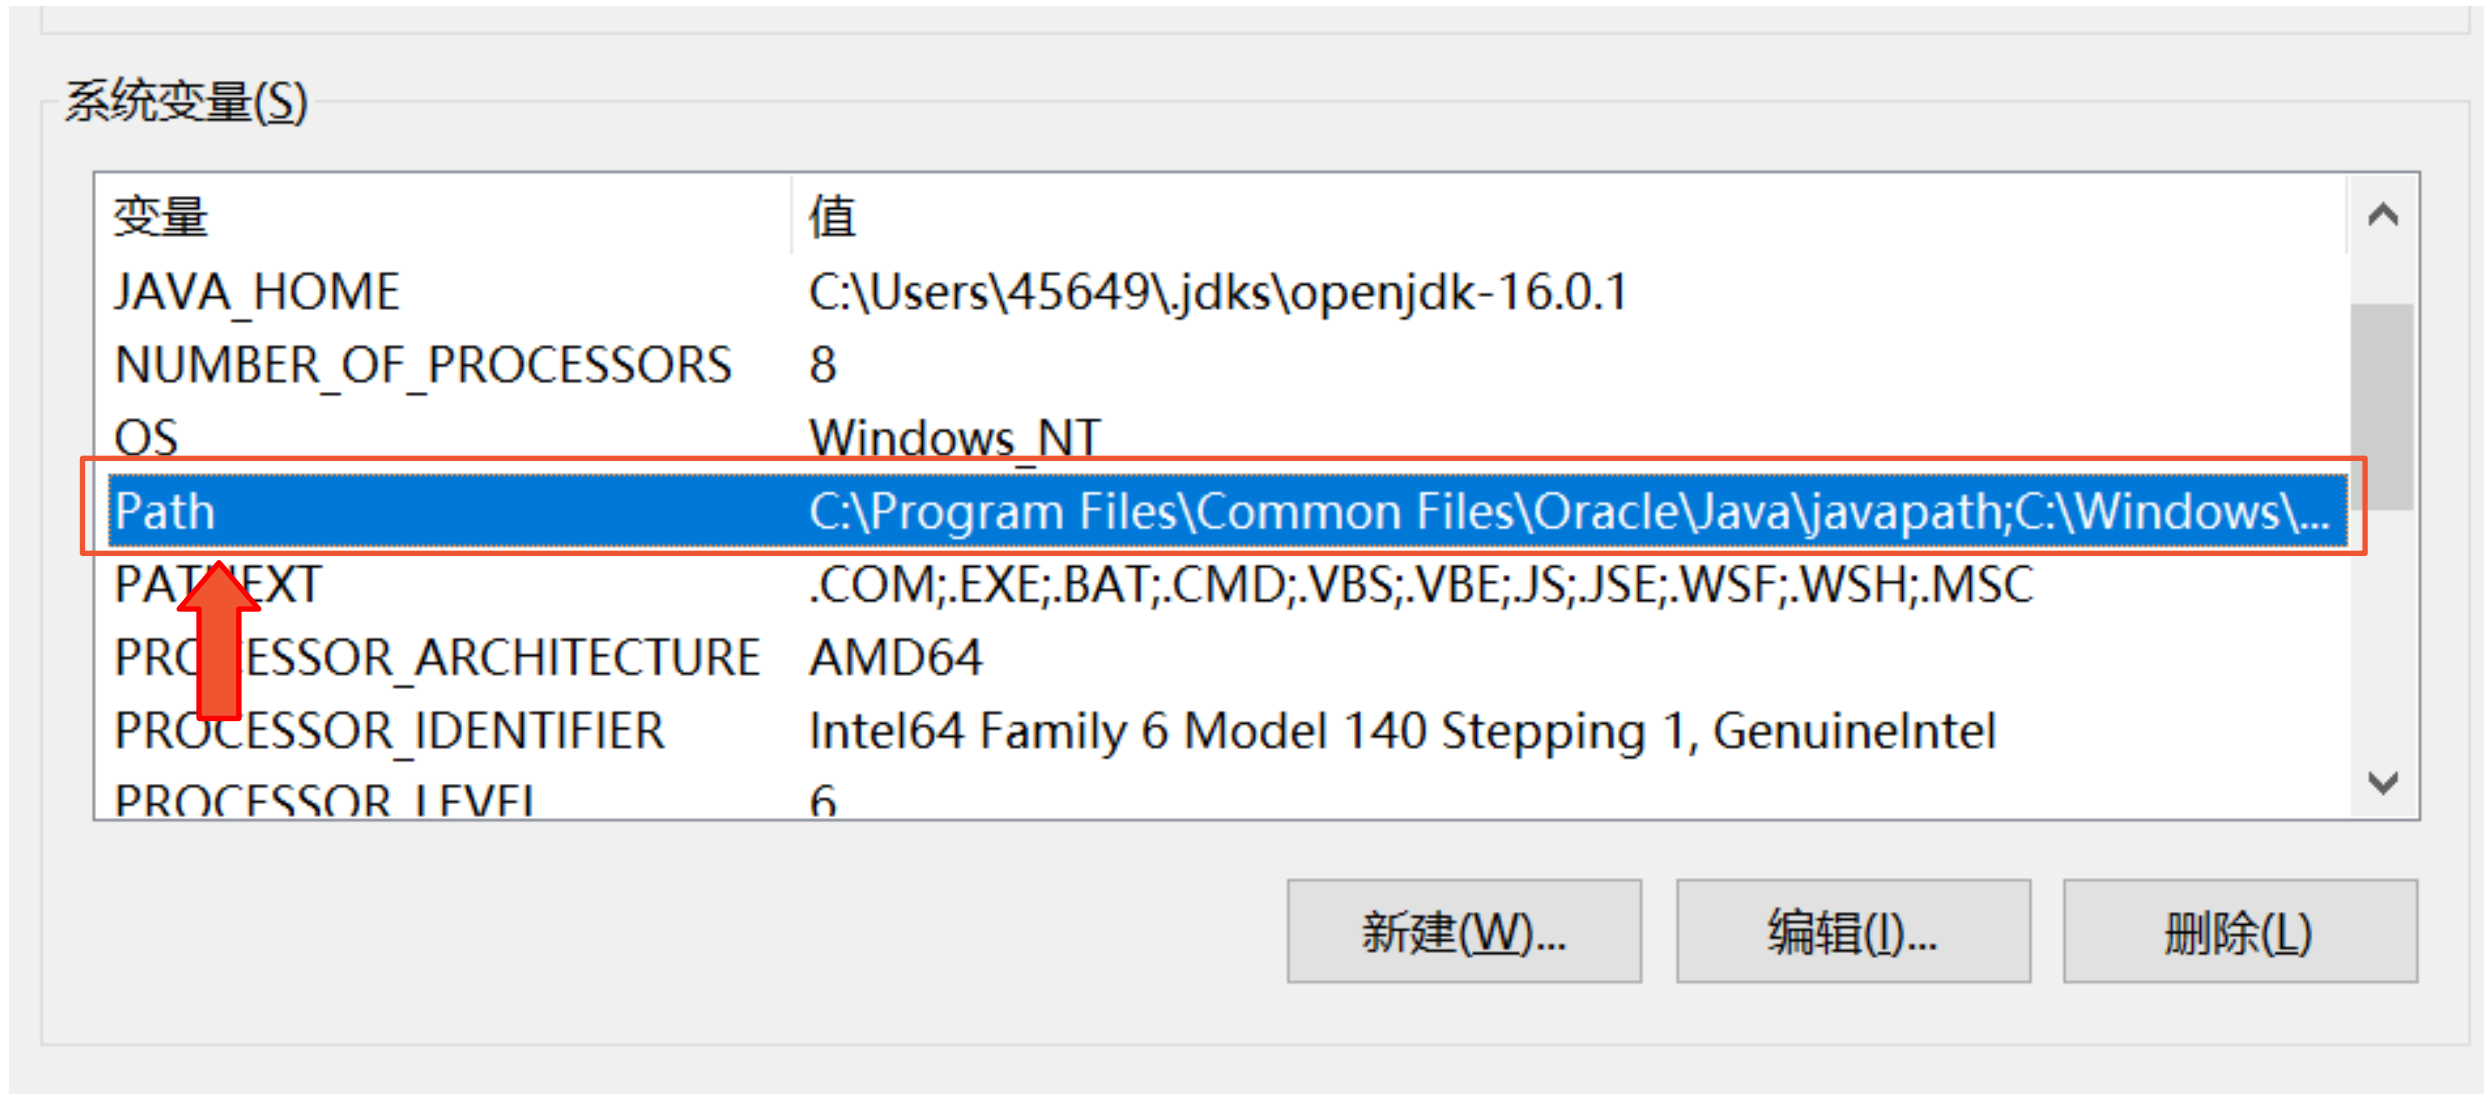 系统变量(S)
变量 值
JAVA_HOME C:\Users\45649\.jdks\openjdk-16.0.1
NUMBER_OF_PROCESSORS 8
OS Windows_NT
Path C:\Program Files\Common Files\Oracle\Java\javapath;C:\Windows\...
PATHEXT .COM;.EXE;.BAT;.CMD;.VBS;.VBE;.JS;.JSE;.WSF;.WSH;.MSC
PROCESSOR_ARCHITECTURE AMD64
PROCESSOR_IDENTIFIER Intel64 Family 6 Model 140 Stepping 1, GenuineIntel
PROCESSOR_LEVEL 6
新建(W)... 编辑(I)... 删除(L)